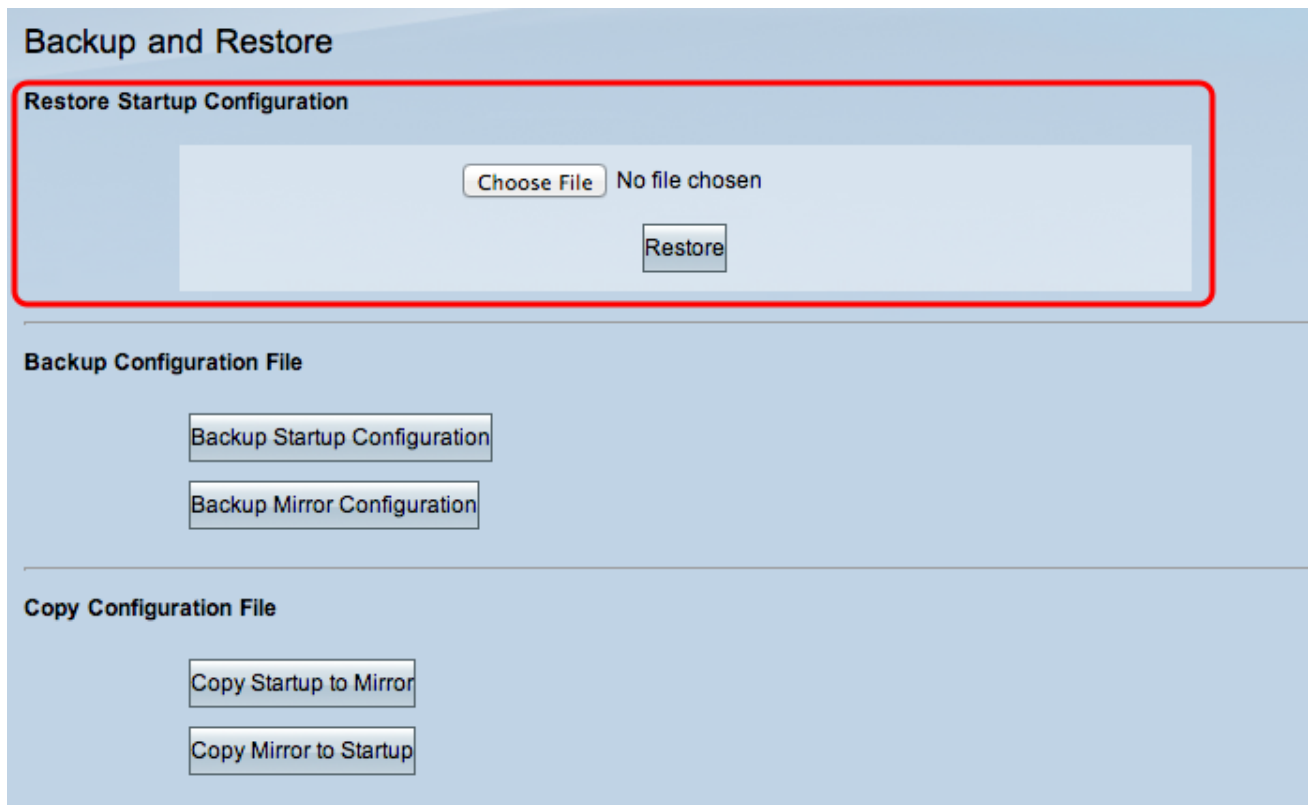 Backup and Restore
Restore Startup Configuration
Choose File No file chosen
Restore
Backup Configuration File
Backup Startup Configuration
Backup Mirror Configuration
Copy Configuration File
Copy Startup to Mirror
Copy Mirror to Startup